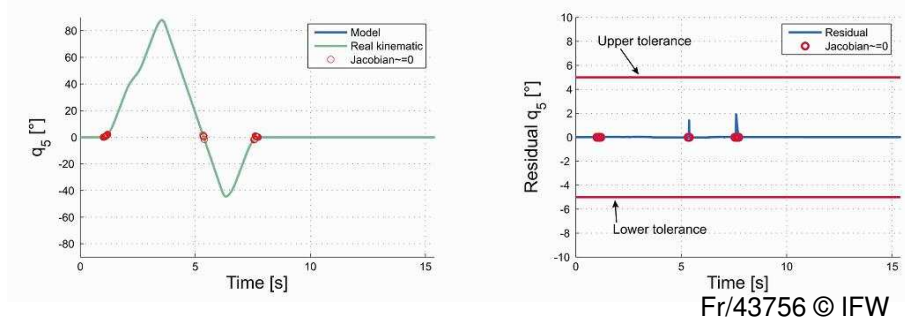 80
60
40
20
0
-20
-40
-60
-80
q5 [°]
0 5 10 15
Time [s]
Model
Real kinematic
Jacobian~=0
10
8
6
4
2
0
-2
-4
-6
-8
-10
Residual q5 [°]
0 5 10 15
Time [s]
Residual
Jacobian~=0
Upper tolerance
Lower tolerance
Fr/43756 © IFW